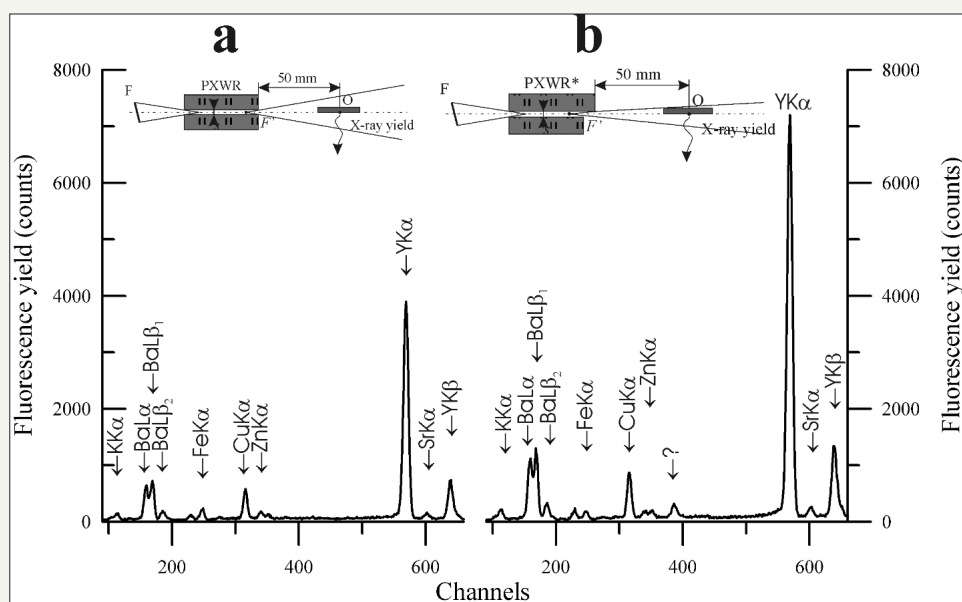 a
b
8000
6000
4000
2000
0
Fluorescence yield (counts)
F
PXWR
50 mm
O
F'
X-ray yield
←KKα
←BaLα
←BaLβ1
←BaLβ2
←FeKα
←CuKα
←ZnKα
←YKα
←SrKα
←YKβ
F
PXWR*
50 mm
O
F'
X-ray yield
YKα
←KKα
←BaLα
←BaLβ1
←BaLβ2
←FeKα
←CuKα
←ZnKα
←?
←SrKα
←YKβ
8000
6000
4000
2000
0
Fluorescence yield (counts)
200
400
600
200
400
600
Channels